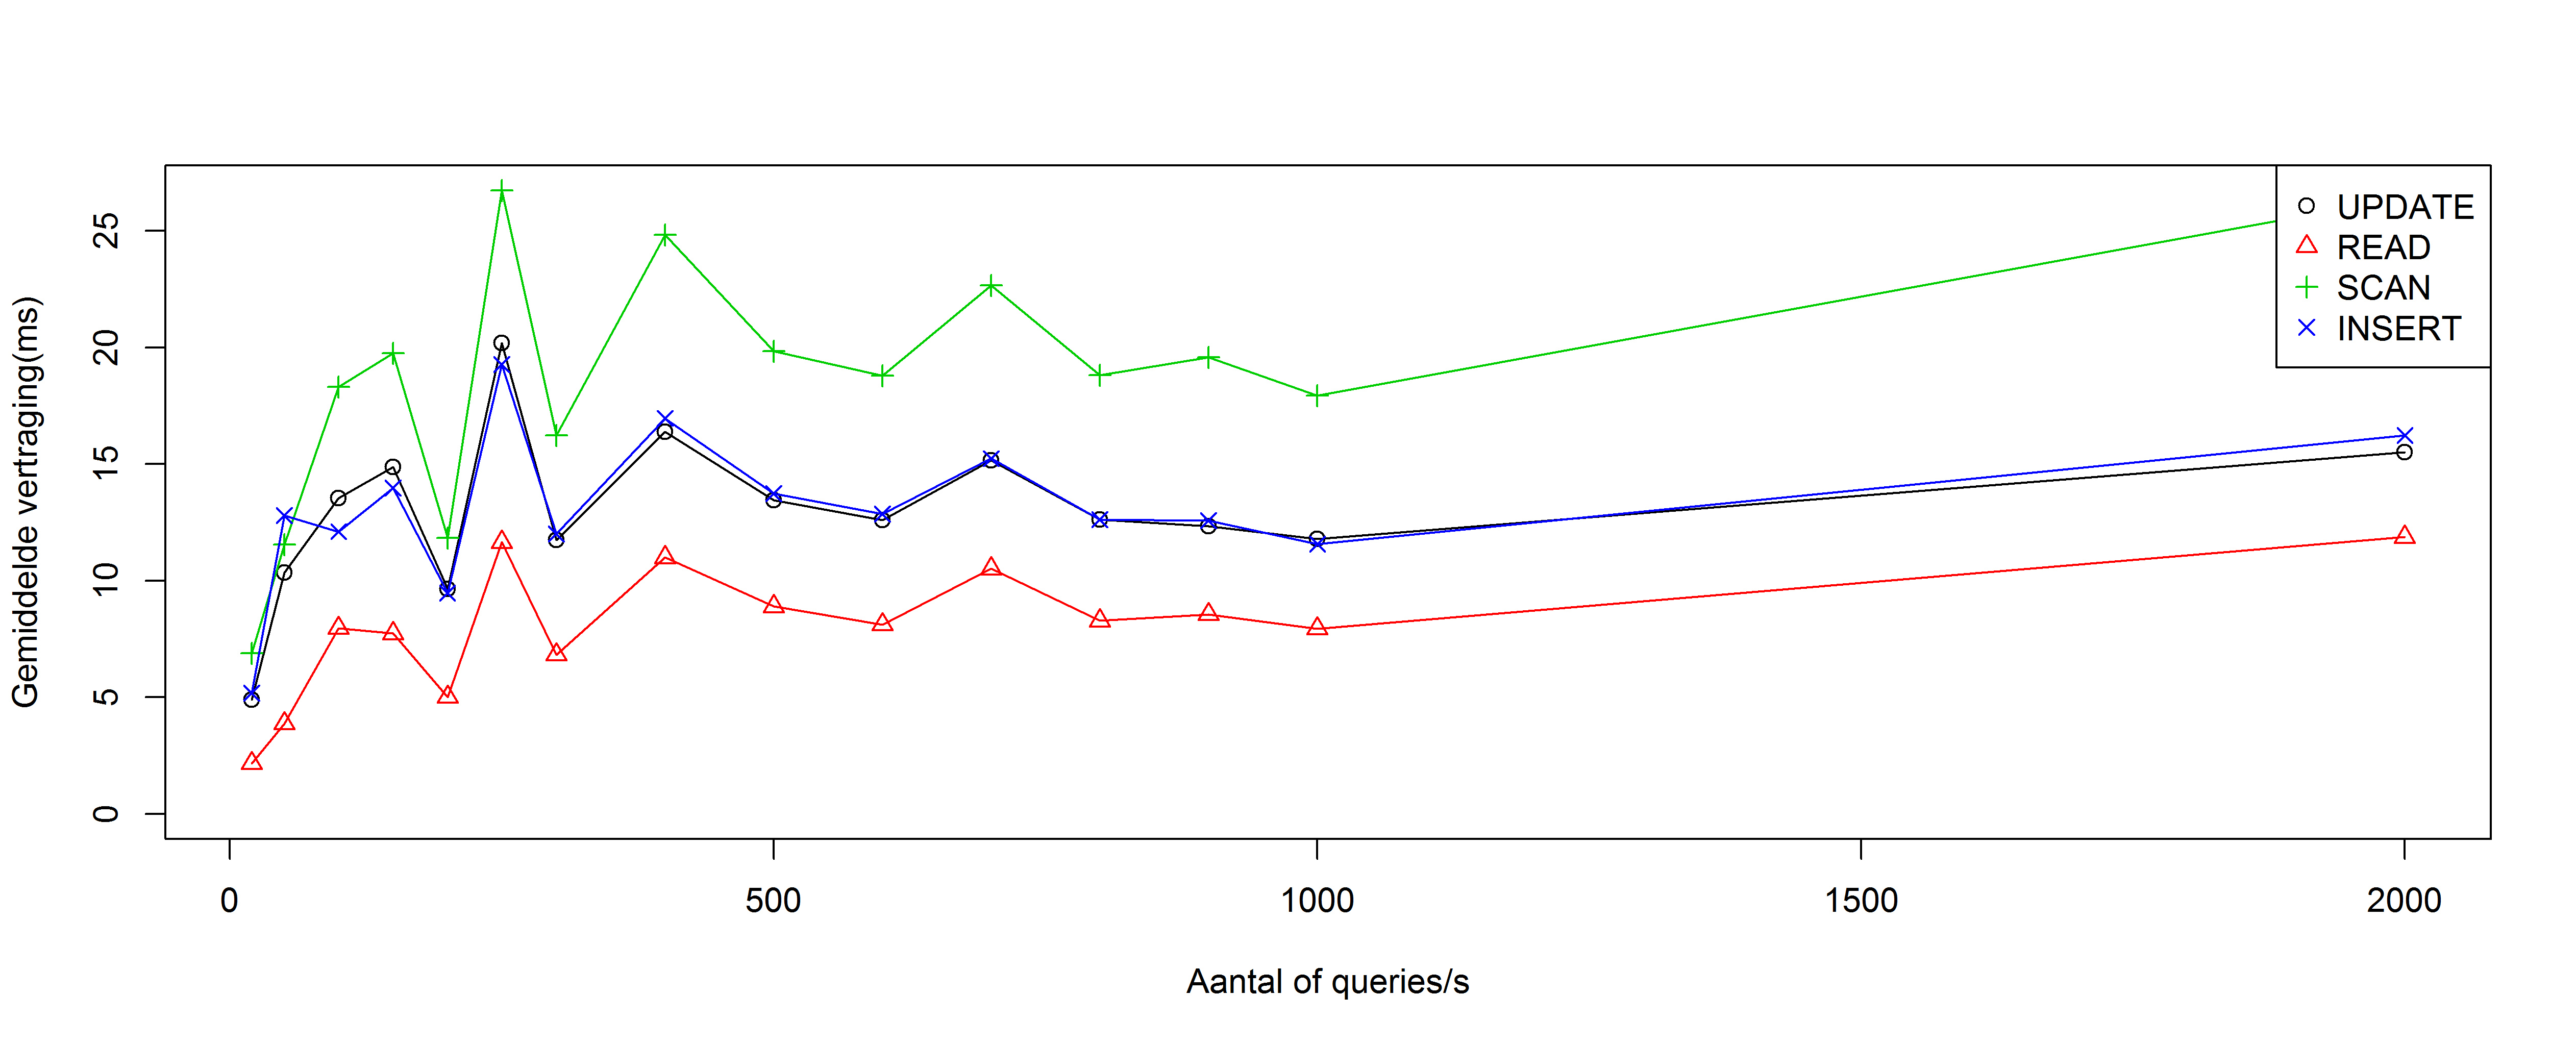 Gemiddelde vertraging(ms)
25
20
15
10
5
0
UPDATE
READ
SCAN
INSERT
0 500 1000 1500 2000
Aantal of queries/s